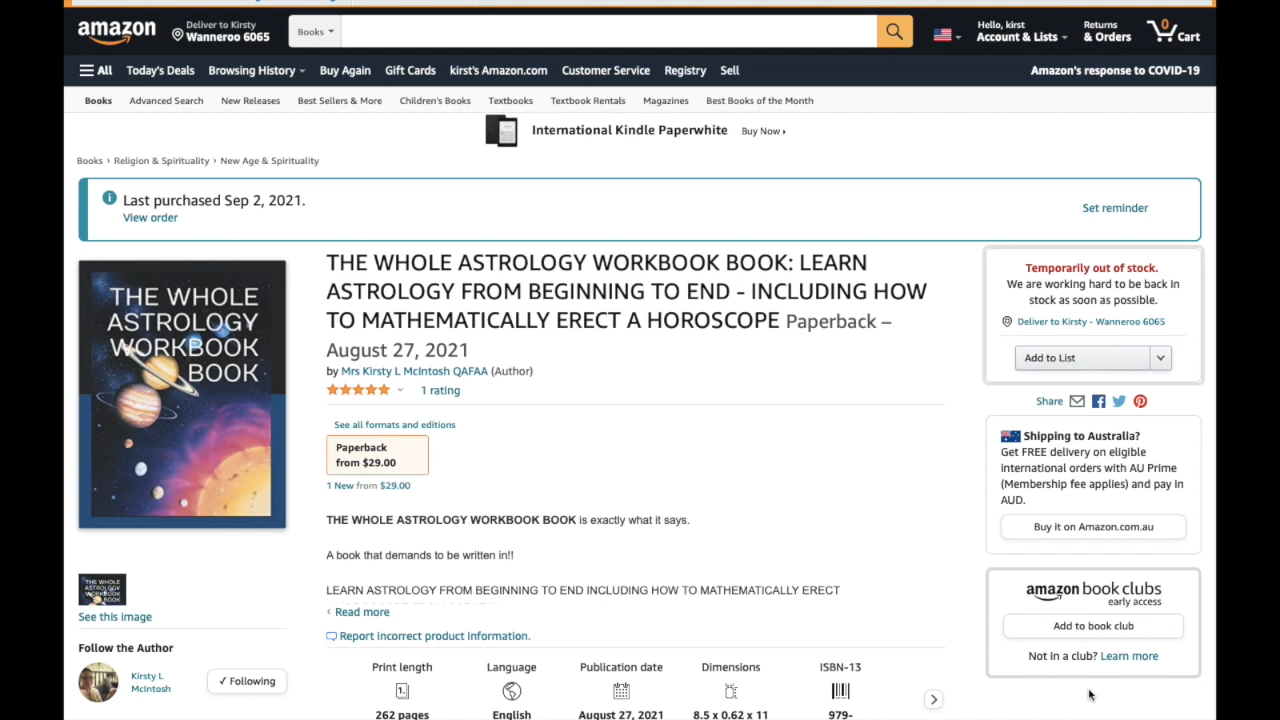 amazon
Deliver to Kirsty
Wanneroo 6065
Books
Hello, kirst
Account & Lists
Returns
& Orders
0
Cart
All
Today's Deals
Browsing History
Buy Again
Gift Cards
kirst's Amazon.com
Customer Service
Registry
Sell
Amazon's response to COVID-19
Books
Advanced Search
New Releases
Best Sellers & More
Children's Books
Textbooks
Textbook Rentals
Magazines
Best Books of the Month
International Kindle Paperwhite
Buy Now ›
Books › Religion & Spirituality › New Age & Spirituality
Last purchased Sep 2, 2021.
View order
Set reminder
THE WHOLE
ASTROLOGY
WORKBOOK
BOOK
THE WHOLE
ASTROLOGY
WORKBOOK
BOOK
See this image
Follow the Author
Kirsty L
McIntosh
✓ Following
THE WHOLE ASTROLOGY WORKBOOK BOOK: LEARN
ASTROLOGY FROM BEGINNING TO END - INCLUDING HOW
TO MATHEMATICALLY ERECT A HOROSCOPE Paperback –
August 27, 2021
by Mrs Kirsty L McIntosh QAFAA (Author)
1 rating
See all formats and editions
Paperback
from $29.00
1 New from $29.00
THE WHOLE ASTROLOGY WORKBOOK BOOK is exactly what it says.
A book that demands to be written in!!
LEARN ASTROLOGY FROM BEGINNING TO END INCLUDING HOW TO MATHEMATICALLY ERECT
‹ Read more
Report incorrect product information.
Print length
1.
262 pages
Language
English
Publication date
August 27, 2021
Dimensions
8.5 x 0.62 x 11
ISBN-13
979-
Temporarily out of stock.
We are working hard to be back in
stock as soon as possible.
Deliver to Kirsty - Wanneroo 6065
Add to List
Share
Shipping to Australia?
Get FREE delivery on eligible
international orders with AU Prime
(Membership fee applies) and pay in
AUD.
Buy it on Amazon.com.au
amazon book clubs
early access
Add to book club
Not in a club? Learn more